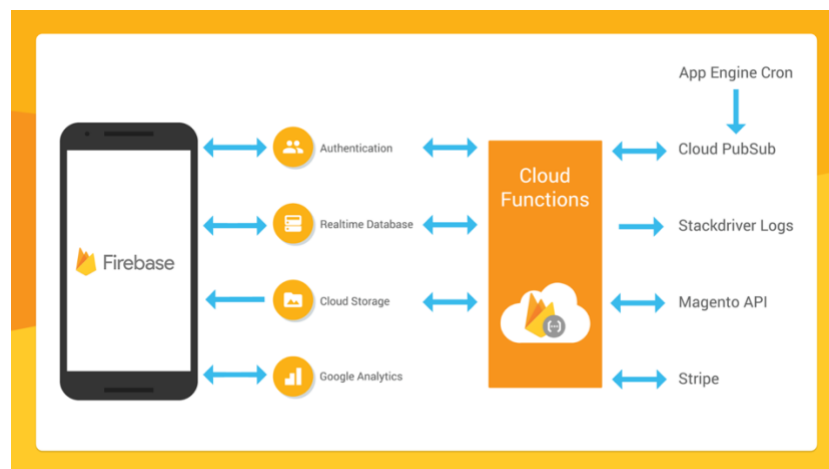 App Engine Cron
Authentication
Cloud PubSub
Cloud
Functions
Realtime Database
Stackdriver Logs
Firebase
Cloud Storage
Magento API
Google Analytics
Stripe